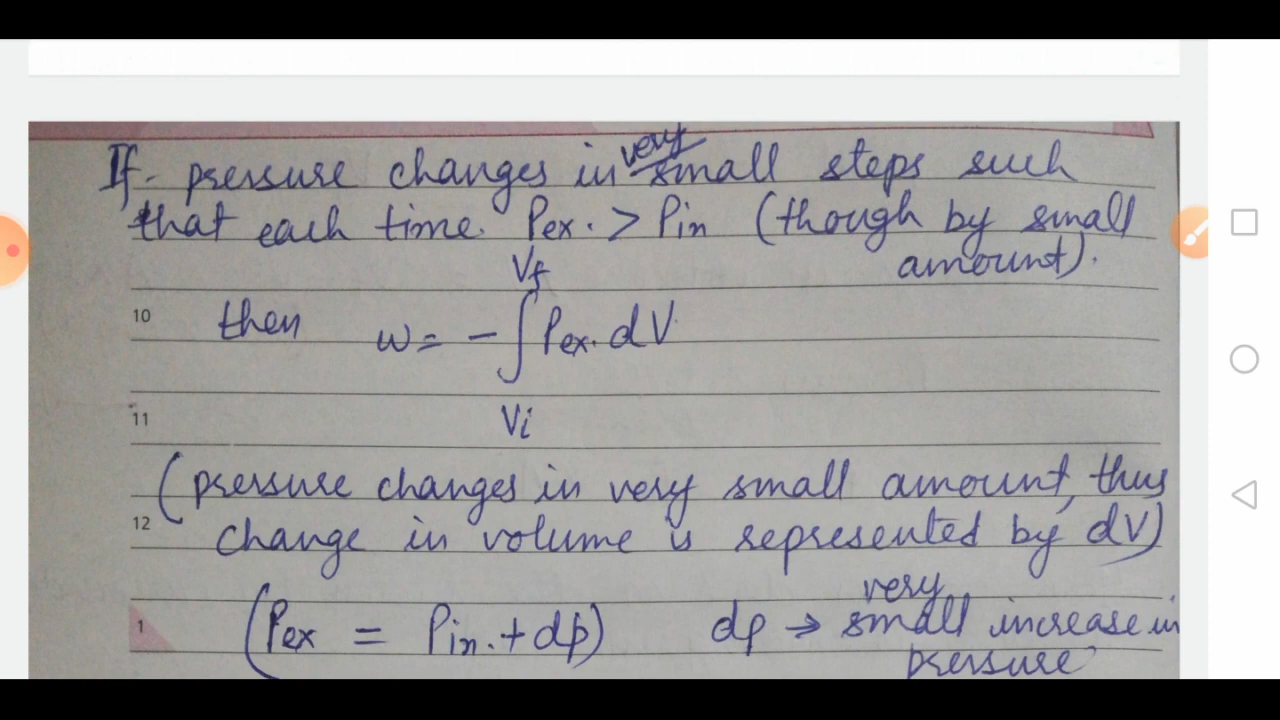 If pressure changes in very small steps such
that each time. Pex. > Pin (though by small
amount).
10 then w = - ∫ Pex. dV
Vf
Vi
11
(pressure changes in very small amount, thus
12 change in volume is represented by dV)
1 (Pex = Pin. + dp) dp → very small increase in
pressure